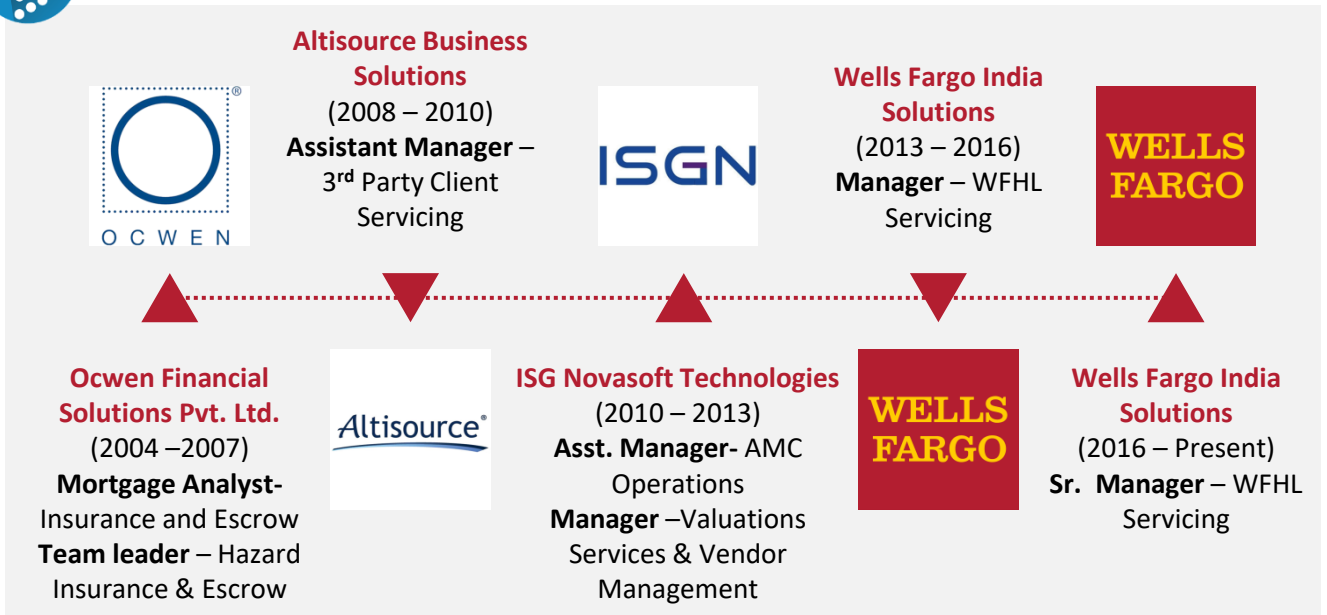 OCWEN
®
Altisource Business
Solutions
(2008 – 2010)
Assistant Manager –
3rd Party Client
Servicing
ISGN
Wells Fargo India
Solutions
(2013 – 2016)
Manager – WFHL
Servicing
WELLS
FARGO
Ocwen Financial
Solutions Pvt. Ltd.
(2004 –2007)
Mortgage Analyst-
Insurance and Escrow
Team leader – Hazard
Insurance & Escrow
Altisource®
ISG Novasoft Technologies
(2010 – 2013)
Asst. Manager- AMC
Operations
Manager –Valuations
Services & Vendor
Management
WELLS
FARGO
Wells Fargo India
Solutions
(2016 – Present)
Sr. Manager – WFHL
Servicing